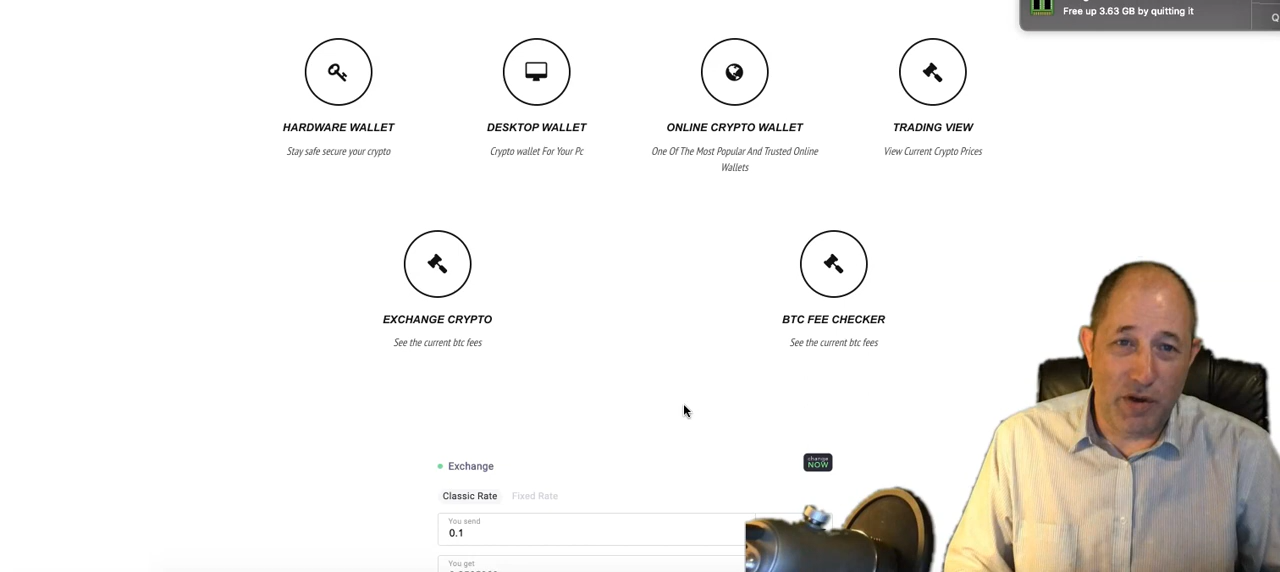 Free up 3.63 GB by quitting it
Q
HARDWARE WALLET
Stay safe secure your crypto
DESKTOP WALLET
Crypto wallet For Your Pc
ONLINE CRYPTO WALLET
One Of The Most Popular And Trusted Online
Wallets
TRADING VIEW
View Current Crypto Prices
EXCHANGE CRYPTO
See the current btc fees
BTC FEE CHECKER
See the current btc fees
Exchange
change
NOW
Classic Rate
Fixed Rate
You send
0.1
You get